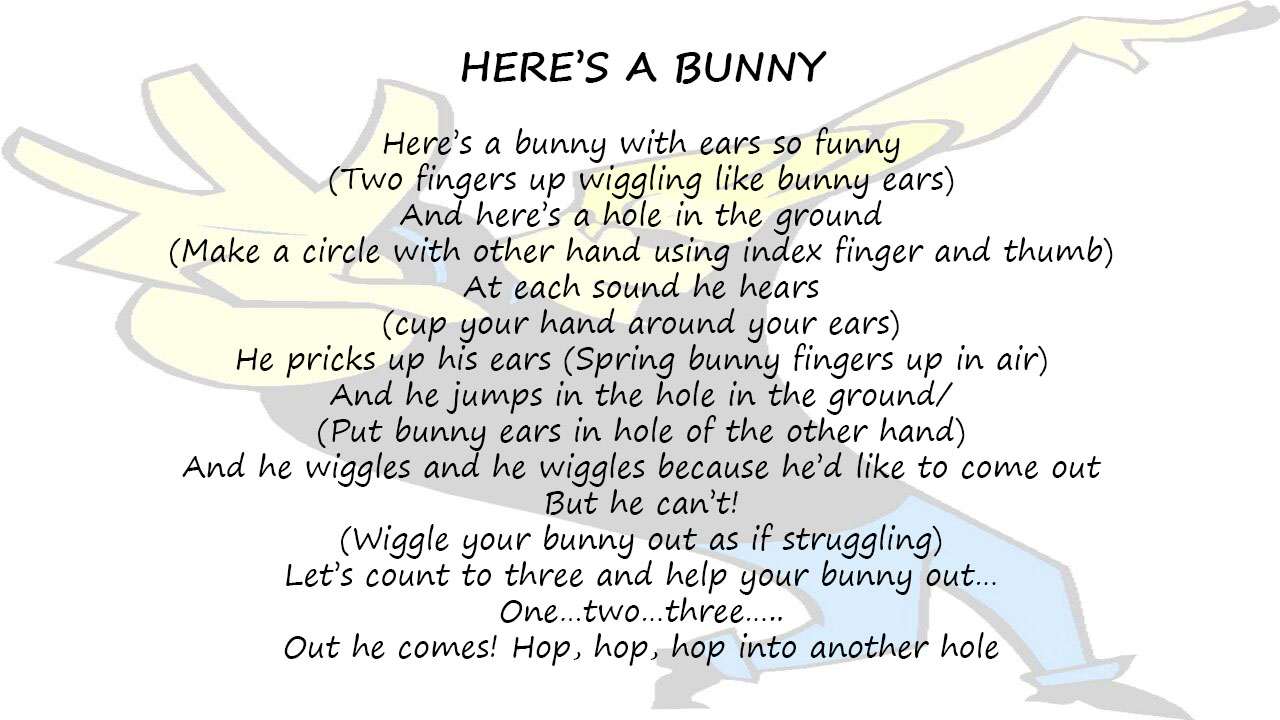 HERE’S A BUNNY
Here’s a bunny with ears so funny
(Two fingers up wiggling like bunny ears)
And here’s a hole in the ground
(Make a circle with other hand using index finger and thumb)
At each sound he hears
(cup your hand around your ears)
He pricks up his ears (Spring bunny fingers up in air)
And he jumps in the hole in the ground/
(Put bunny ears in hole of the other hand)
And he wiggles and he wiggles because he’d like to come out
But he can’t!
(Wiggle your bunny out as if struggling)
Let’s count to three and help your bunny out...
One...two...three.....
Out he comes! Hop, hop, hop into another hole